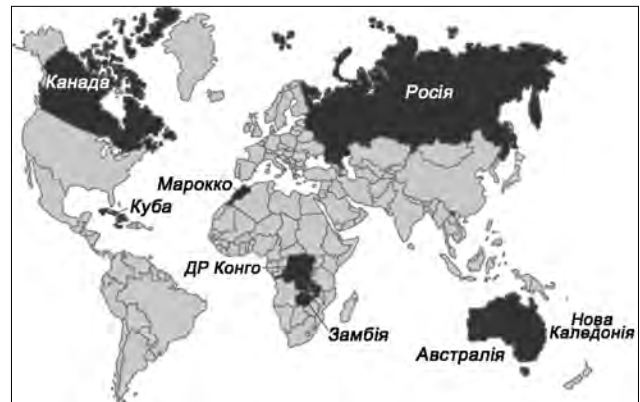 Канада
Росія
Марокко
Куба
ДР Конго
Замбія
Нова
Каледонія
Австралія